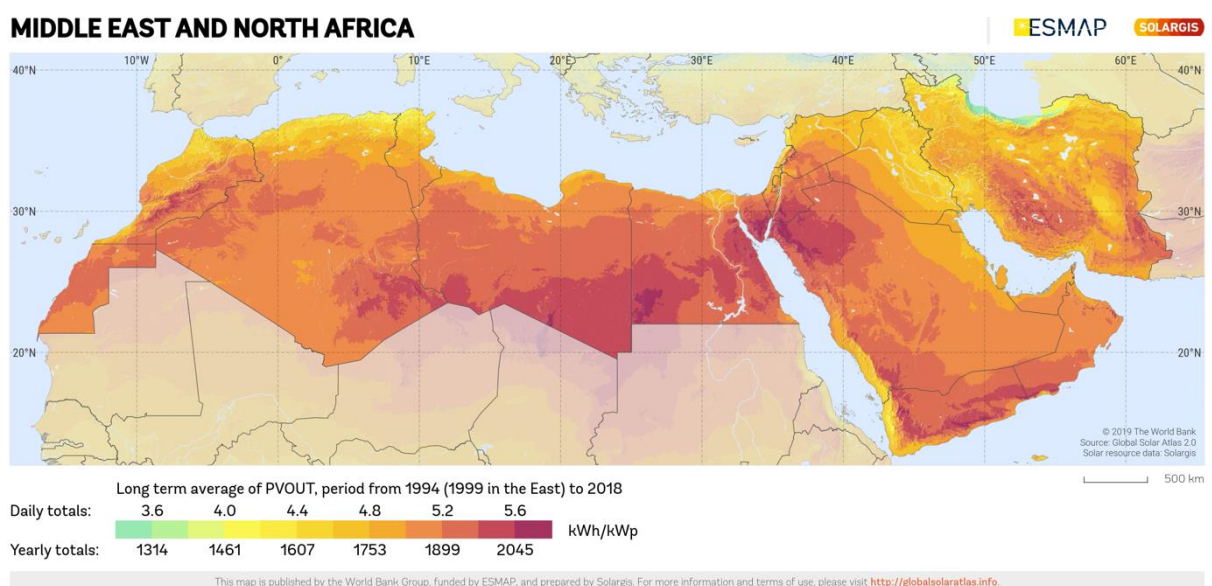 MIDDLE EAST AND NORTH AFRICA
ESMAP
SOLARGIS
10°W 0° 10°E 20°E 30°E 40°E 50°E 60°E
40°N 40°N
30°N 30°N
20°N 20°N
© 2019 The World Bank
Source: Global Solar Atlas 2.0
Solar resource data: Solargis
500 km
Long term average of PVOUT, period from 1994 (1999 in the East) to 2018
Daily totals: 3.6 4.0 4.4 4.8 5.2 5.6
kWh/kWp
Yearly totals: 1314 1461 1607 1753 1899 2045
This map is published by the World Bank Group, funded by ESMAP, and prepared by Solargis. For more information and terms of use, please visit http://globalsolaratlas.info.